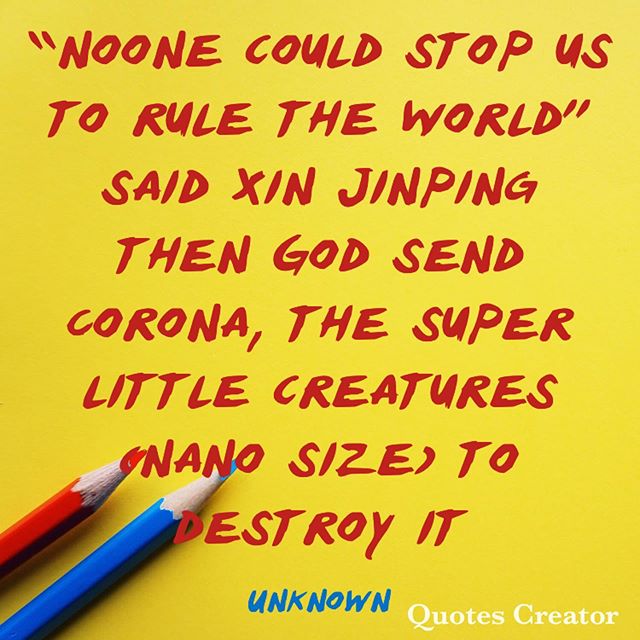 “NOONE COULD STOP US
TO RULE THE WORLD”
SAID XIN JINPING
THEN GOD SEND
CORONA, THE SUPER
LITTLE CREATURES
(NANO SIZE) TO
DESTROY IT
UNKNOWN
Quotes Creator